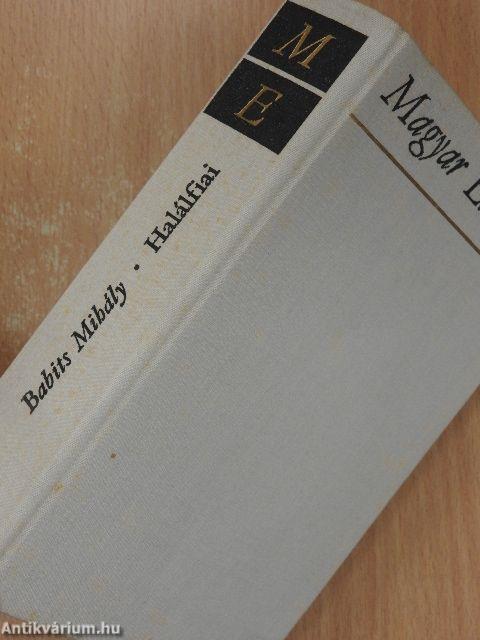 M
E
Babits Mihály • Halálfiai
Magyar
Antikvárium.hu